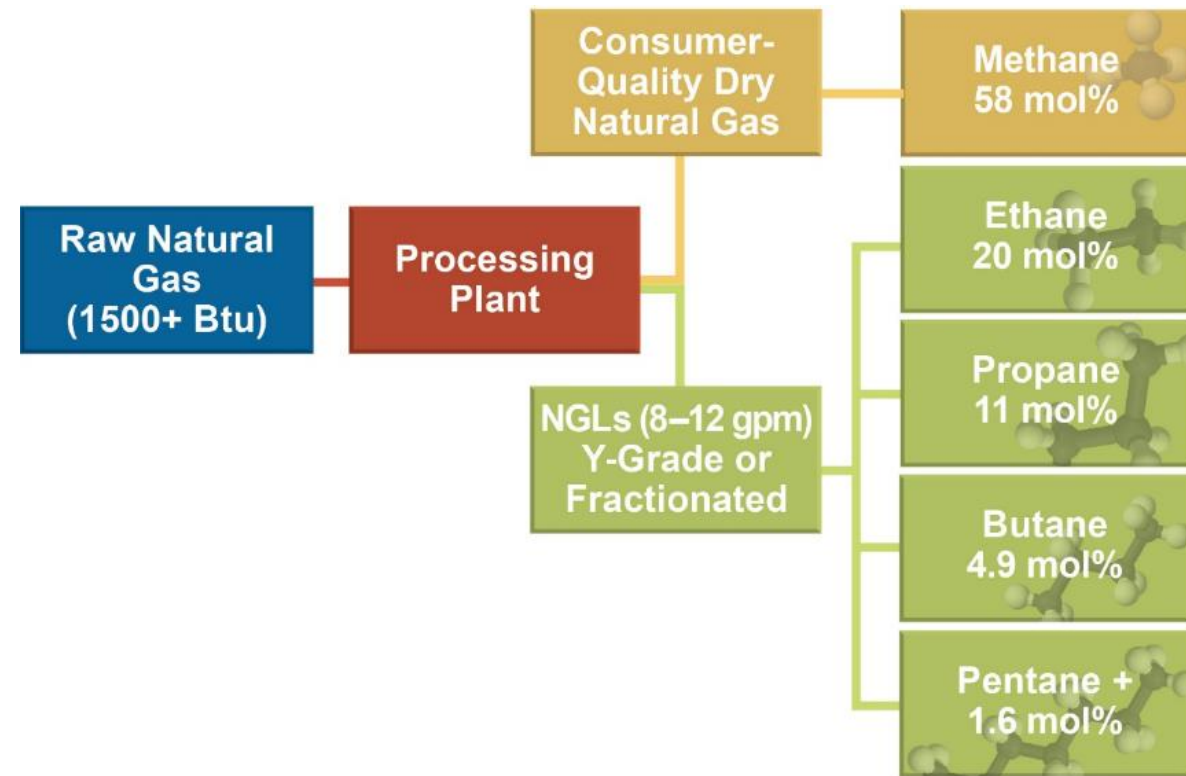 Consumer-
Quality Dry
Natural Gas
Methane
58 mol%
Raw Natural
Gas
(1500+ Btu)
Processing
Plant
Ethane
20 mol%
Propane
11 mol%
NGLs (8–12 gpm)
Y-Grade or
Fractionated
Butane
4.9 mol%
Pentane +
1.6 mol%